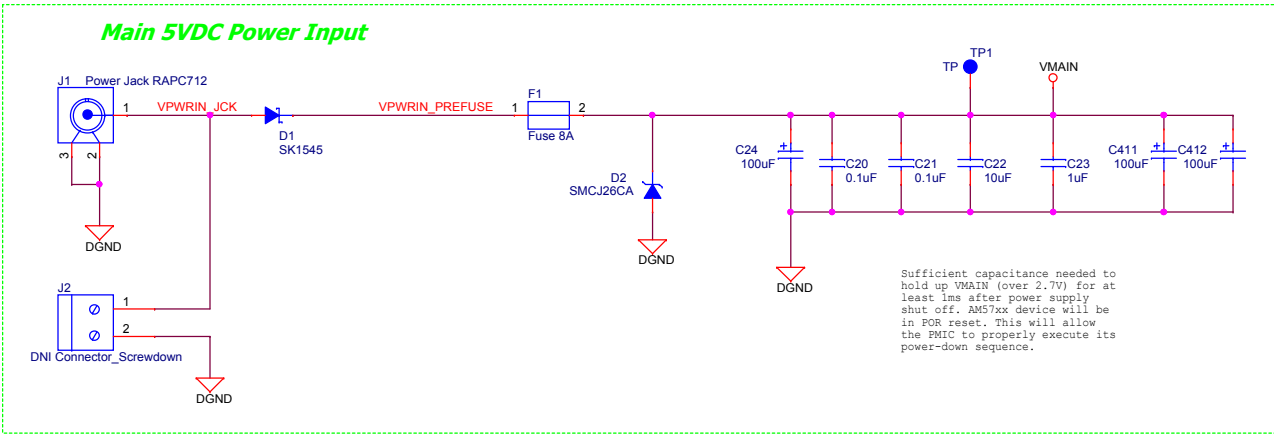 Main 5VDC Power Input
J1 Power Jack RAPC712
1
VPWRIN_JCK
3
2
DGND
D1
SK1545
VPWRIN_PREFUSE
F1
1
2
Fuse 8A
D2
SMCJ26CA
DGND
TP1
TP
VMAIN
C24
100uF
C20
0.1uF
C21
0.1uF
C22
10uF
C23
1uF
C411
100uF
C412
100uF
+
+
+
DGND
Sufficient capacitance needed to
hold up VMAIN (over 2.7V) for at
least 1ms after power supply
shut off. AM57xx device will be
in POR reset. This will allow
the PMIC to properly execute its
power-down sequence.
J2
1
2
DNI Connector_Screwdown
DGND